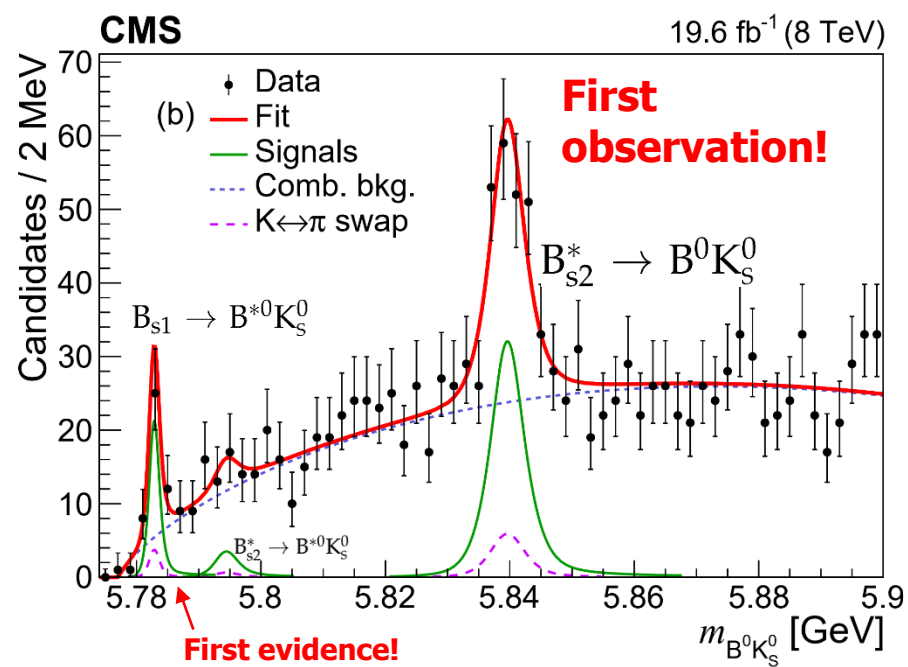 CMS 19.6 fb⁻¹ (8 TeV)
Candidates / 2 MeV
70
60
50
40
30
20
10
0
(b)
Data
Fit
Signals
Comb. bkg.
K↔π swap
First
observation!
B*s2 → B⁰K⁰S
Bs1 → B*⁰K⁰S
B*s2 → B*⁰K⁰S
5.78 5.8 5.82 5.84 5.86 5.88 5.9
First evidence!
mB⁰K⁰S [GeV]